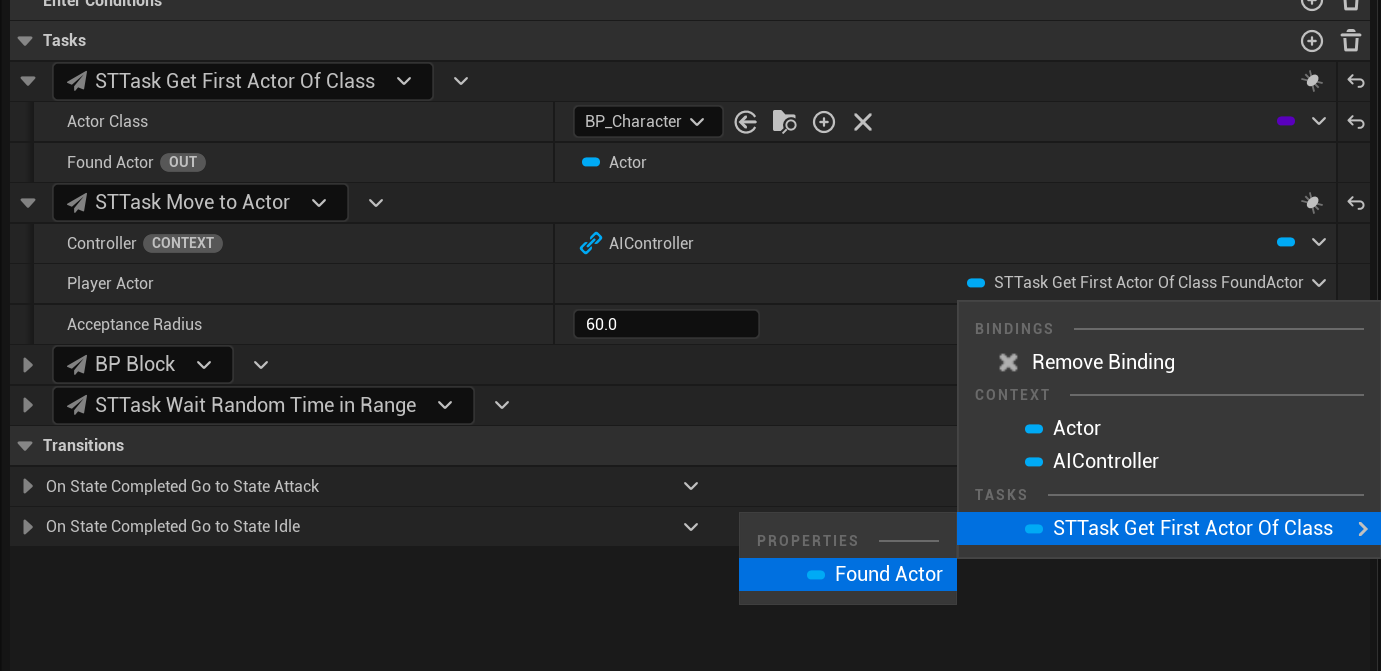 Enter Conditions
Tasks
STTask Get First Actor Of Class
Actor Class
BP_Character
Found Actor OUT
Actor
STTask Move to Actor
Controller CONTEXT
AIController
Player Actor
STTask Get First Actor Of Class FoundActor
Acceptance Radius
60.0
BINDINGS
Remove Binding
BP Block
CONTEXT
STTask Wait Random Time in Range
Actor
Transitions
AIController
On State Completed Go to State Attack
TASKS
On State Completed Go to State Idle
STTask Get First Actor Of Class
PROPERTIES
Found Actor